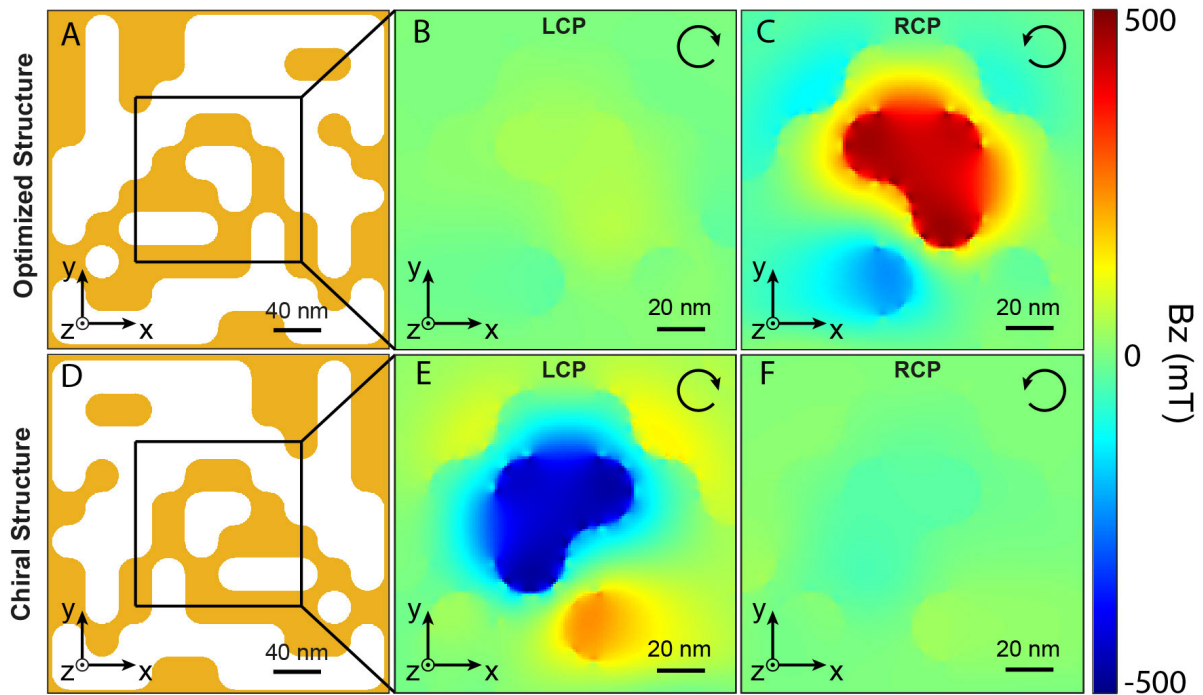 Optimized Structure
A
y
z
x
40 nm
B
LCP
y
z
x
20 nm
C
RCP
y
z
x
20 nm
500
0
-500
Bz (mT)
Chiral Structure
D
y
z
x
40 nm
E
LCP
y
z
x
20 nm
F
RCP
y
z
x
20 nm